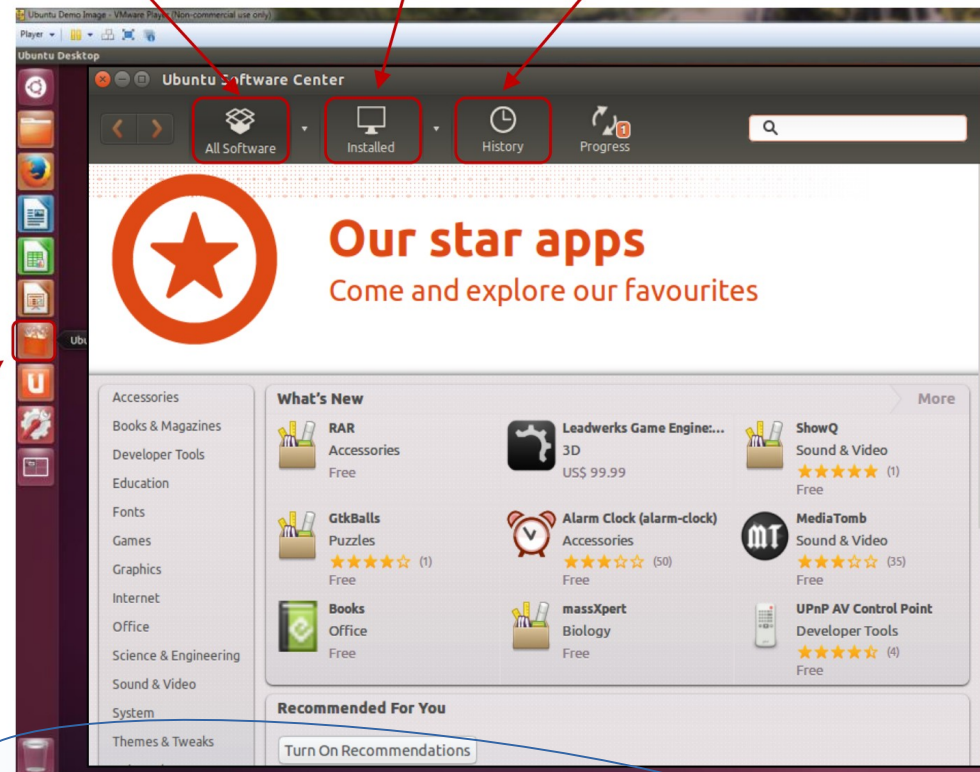 Ubuntu Demo Image - VMware Player (Non-commercial use only)
Player
Ubuntu Desktop
Ubuntu Software Center
All Software
Installed
History
Progress
1
Our star apps
Come and explore our favourites
Ubu
Accessories
Books & Magazines
Developer Tools
Education
Fonts
Games
Graphics
Internet
Office
Science & Engineering
Sound & Video
System
Themes & Tweaks
What's New
More
RAR
Accessories
Free
Leadwerks Game Engine:...
3D
US$ 99.99
ShowQ
Sound & Video
(1)
Free
GtkBalls
Puzzles
(1)
Free
Alarm Clock (alarm-clock)
Accessories
(50)
Free
MT
MediaTomb
Sound & Video
(35)
Free
Books
Office
Free
massXpert
Biology
Free
UPnP AV Control Point
Developer Tools
(4)
Free
Recommended For You
Turn On Recommendations